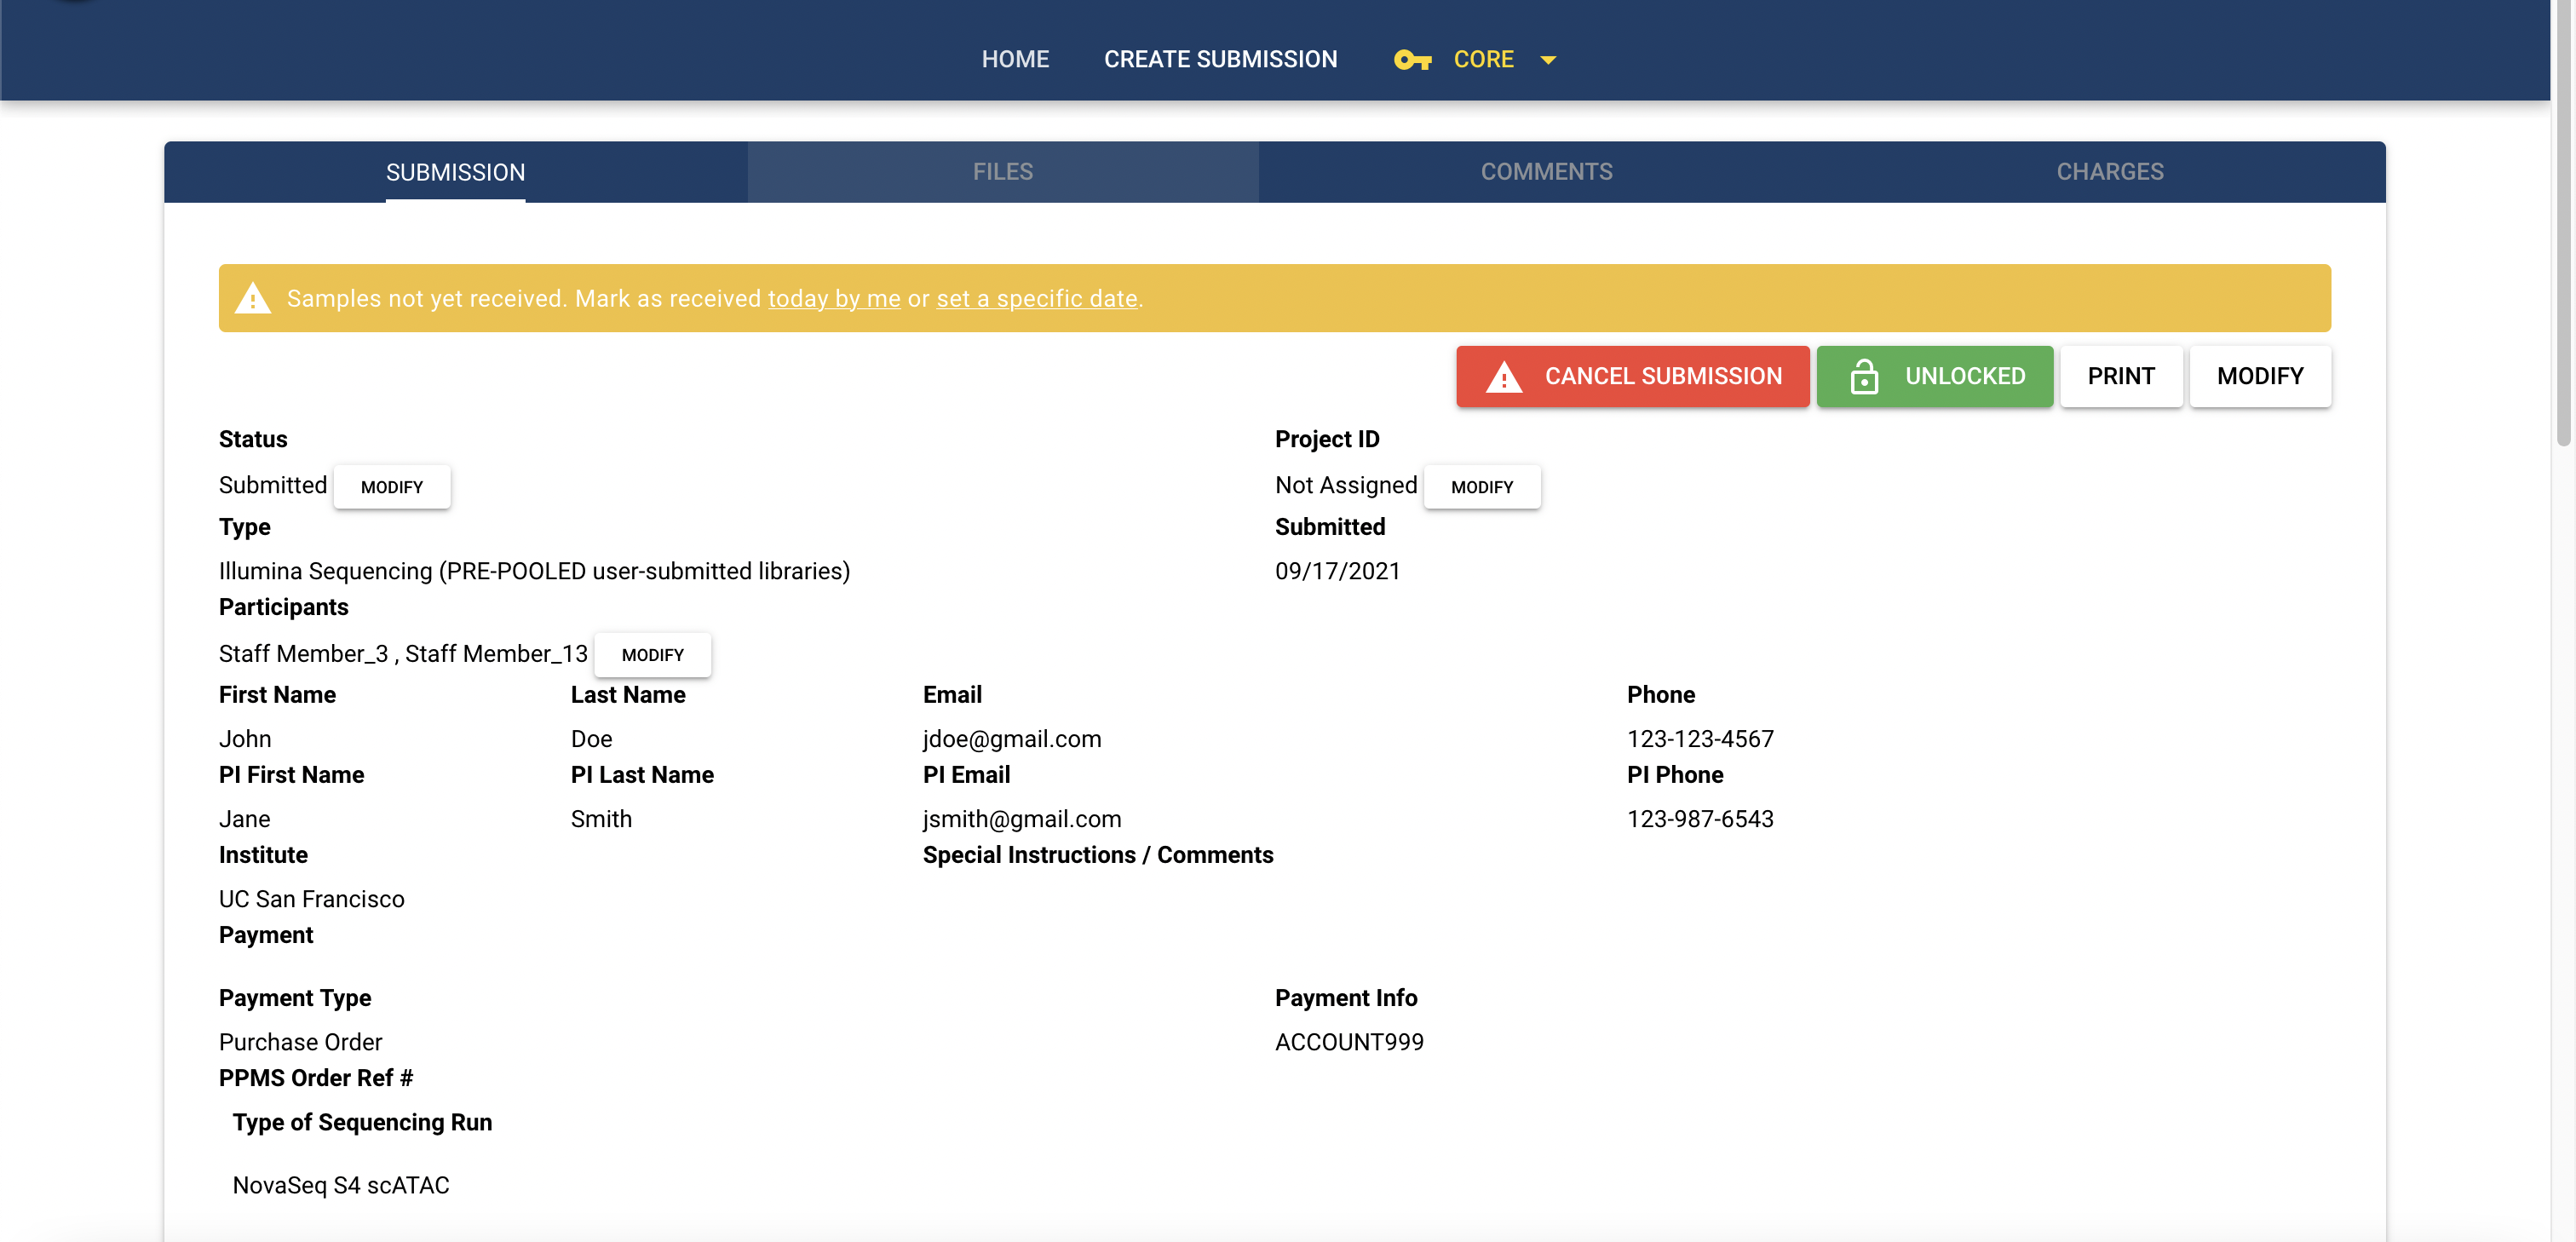 HOME CREATE SUBMISSION CORE
SUBMISSION FILES COMMENTS CHARGES
Samples not yet received. Mark as received today by me or set a specific date.
CANCEL SUBMISSION UNLOCKED PRINT MODIFY
Status Project ID
Submitted MODIFY Not Assigned MODIFY
Type Submitted
Illumina Sequencing (PRE-POOLED user-submitted libraries) 09/17/2021
Participants
Staff Member_3 , Staff Member_13 MODIFY
First Name Last Name Email Phone
John Doe jdoe@gmail.com 123-123-4567
PI First Name PI Last Name PI Email PI Phone
Jane Smith jsmith@gmail.com 123-987-6543
Institute Special Instructions / Comments
UC San Francisco
Payment
Payment Type Payment Info
Purchase Order ACCOUNT999
PPMS Order Ref #
Type of Sequencing Run
NovaSeq S4 scATAC